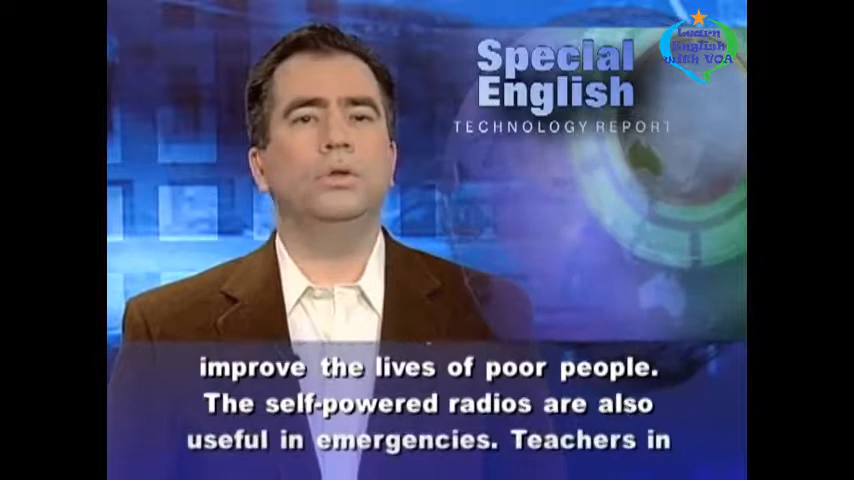 Special
English
TECHNOLOGY REPORT
Learn
English
with VOA
improve the lives of poor people.
The self-powered radios are also
useful in emergencies. Teachers in